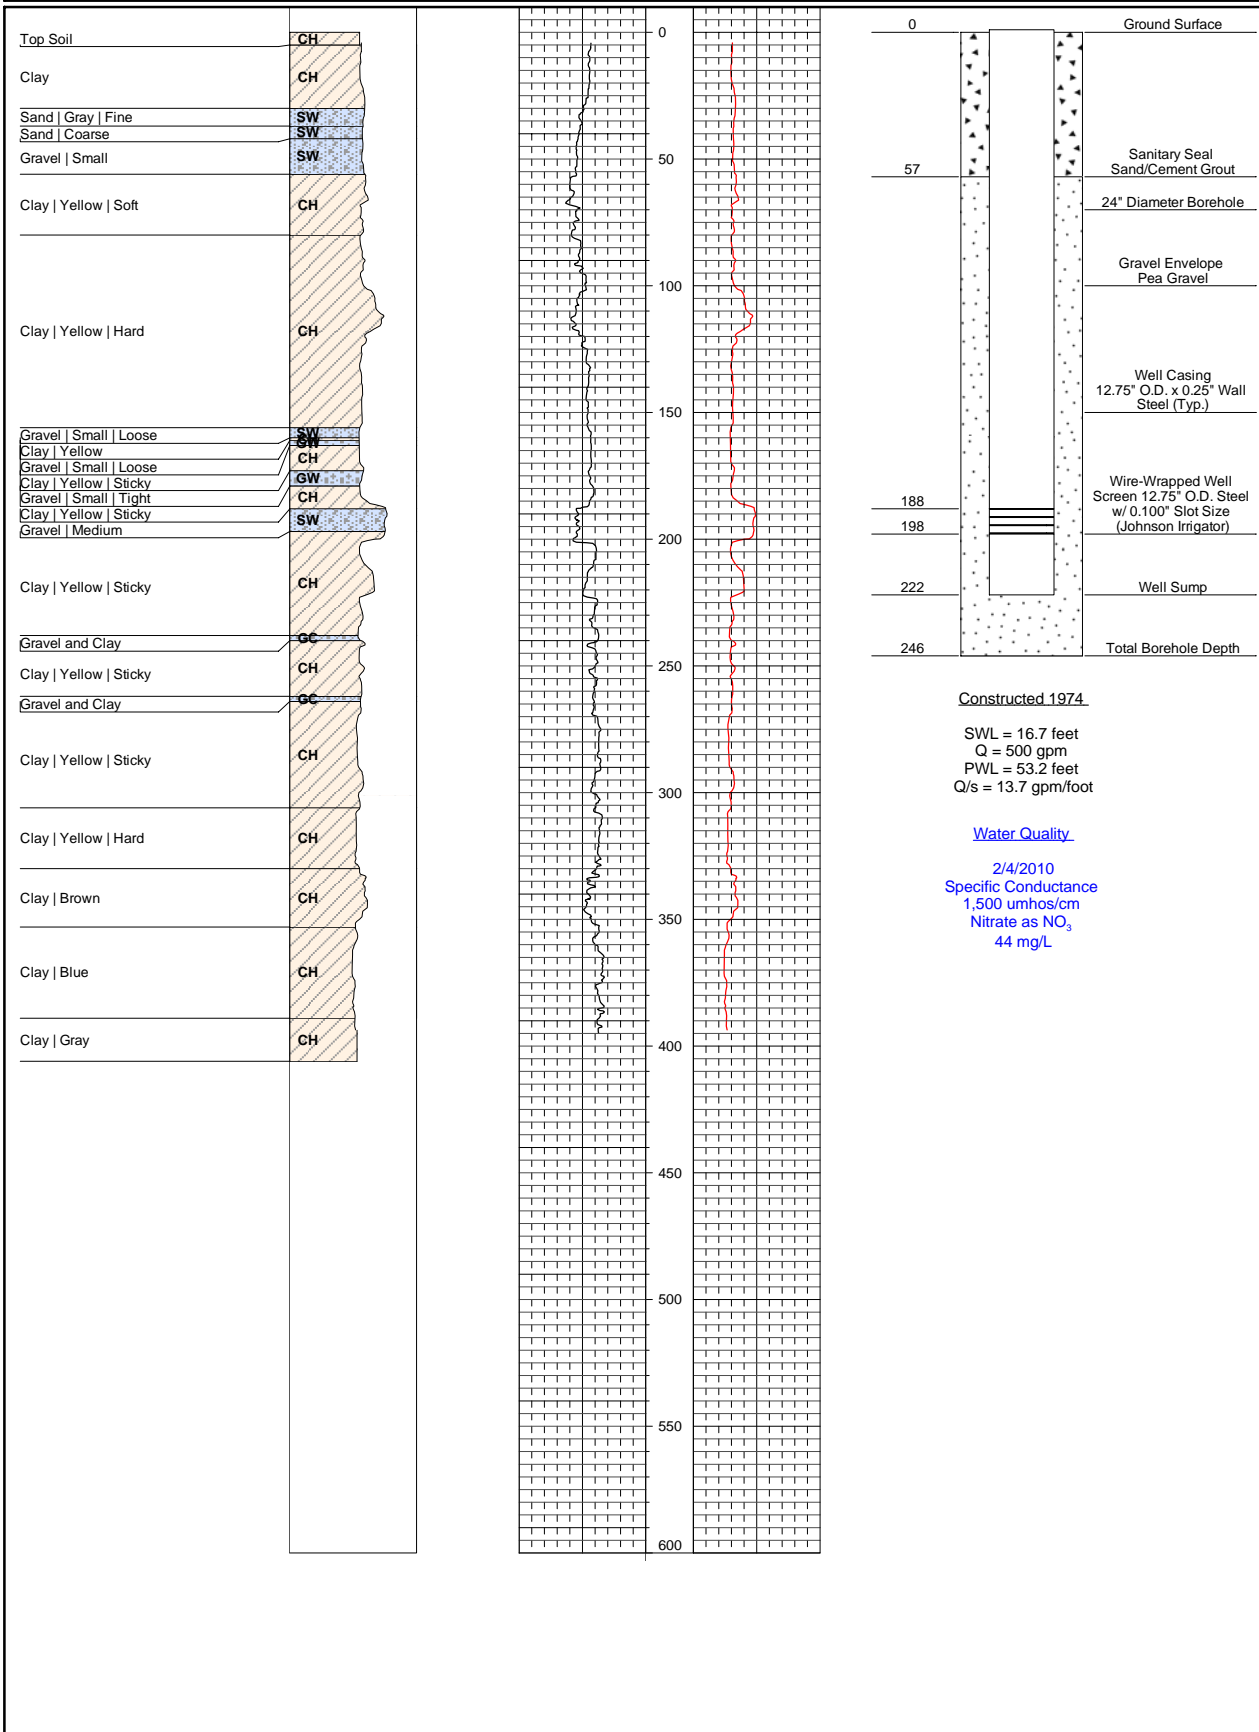 Top Soil
Clay
Sand | Gray | Fine
Sand | Coarse
Gravel | Small
Clay | Yellow | Soft
Clay | Yellow | Hard
Gravel | Small | Loose
Clay | Yellow
Gravel | Small | Loose
Clay | Yellow | Sticky
Gravel | Small | Tight
Clay | Yellow | Sticky
Gravel | Medium
Clay | Yellow | Sticky
Gravel and Clay
Clay | Yellow | Sticky
Gravel and Clay
Clay | Yellow | Sticky
Clay | Yellow | Hard
Clay | Brown
Clay | Blue
Clay | Gray
CH
CH
SW
SW
SW
CH
CH
SW
GW
CH
GW
CH
SW
CH
GC
CH
GC
CH
CH
CH
CH
CH
0
50
100
150
200
250
300
350
400
450
500
550
600
0
57
188
198
222
246
Ground Surface
Sanitary Seal
Sand/Cement Grout
24" Diameter Borehole
Gravel Envelope
Pea Gravel
Well Casing
12.75" O.D. x 0.25" Wall
Steel (Typ.)
Wire-Wrapped Well
Screen 12.75" O.D. Steel
w/ 0.100" Slot Size
(Johnson Irrigator)
Well Sump
Total Borehole Depth
Constructed 1974
SWL = 16.7 feet
Q = 500 gpm
PWL = 53.2 feet
Q/s = 13.7 gpm/foot
Water Quality
2/4/2010
Specific Conductance
1,500 umhos/cm
Nitrate as NO₃
44 mg/L